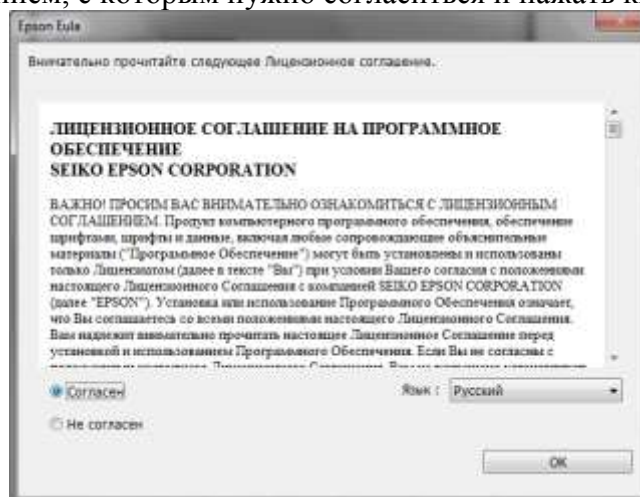 нием, с которым нужно согласиться и нажать к
Epson Eula
Внимательно прочитайте следующее Лицензионное соглашение.
ЛИЦЕНЗИОННОЕ СОГЛАШЕНИЕ НА ПРОГРАММНОЕ
ОБЕСПЕЧЕНИЕ
SEIKO EPSON CORPORATION
ВАЖНО! ПРОСИМ ВАС ВНИМАТЕЛЬНО ОЗНАКОМИТЬСЯ С ЛИЦЕНЗИОННЫМ
СОГЛАШЕНИЕМ. Продукт компьютерного программного обеспечения, обеспечение
шрифтами, шрифты и данные, включая любые сопровождающие объяснительные
материалы ("Программное Обеспечение") могут быть установлены и использованы
только Лицензиатом (далее в тексте "Вы") при условии Вашего согласия с положениями
настоящего Лицензионного Соглашения с компанией SEIKO EPSON CORPORATION
(далее "EPSON"). Установка или использование Программного Обеспечения означает,
что Вы соглашаетесь со всеми положениями настоящего Лицензионного Соглашения.
Вам надлежит внимательно прочитать настоящее Лицензионное Соглашение перед
установкой и использованием Программного Обеспечения. Если Вы не согласны с
Согласен
Язык : Русский
Не согласен
OK